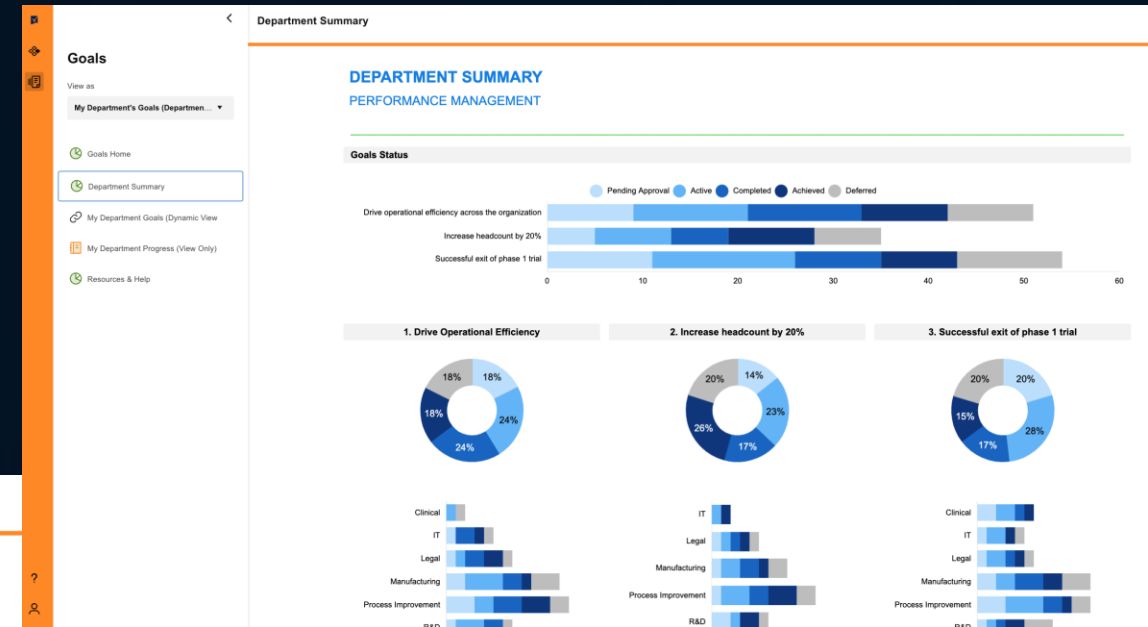 Department Summary
Goals
View as
My Department's Goals (Departmen... ▼
Goals Home
Department Summary
My Department Goals (Dynamic View
My Department Progress (View Only)
Resources & Help
?
DEPARTMENT SUMMARY
PERFORMANCE MANAGEMENT
Goals Status
Pending Approval Active Completed Achieved Deferred
Drive operational efficiency across the organization
Increase headcount by 20%
Successful exit of phase 1 trial
0 10 20 30 40 50 60
1. Drive Operational Efficiency
18% 18%
18% 24%
24%
2. Increase headcount by 20%
20% 14%
26% 23%
17%
3. Successful exit of phase 1 trial
20% 20%
15% 28%
17%
Clinical
IT
Legal
Manufacturing
Process Improvement
R&D
IT
Legal
Manufacturing
Process Improvement
R&D
Clinical
IT
Legal
Manufacturing
Process Improvement
R&D